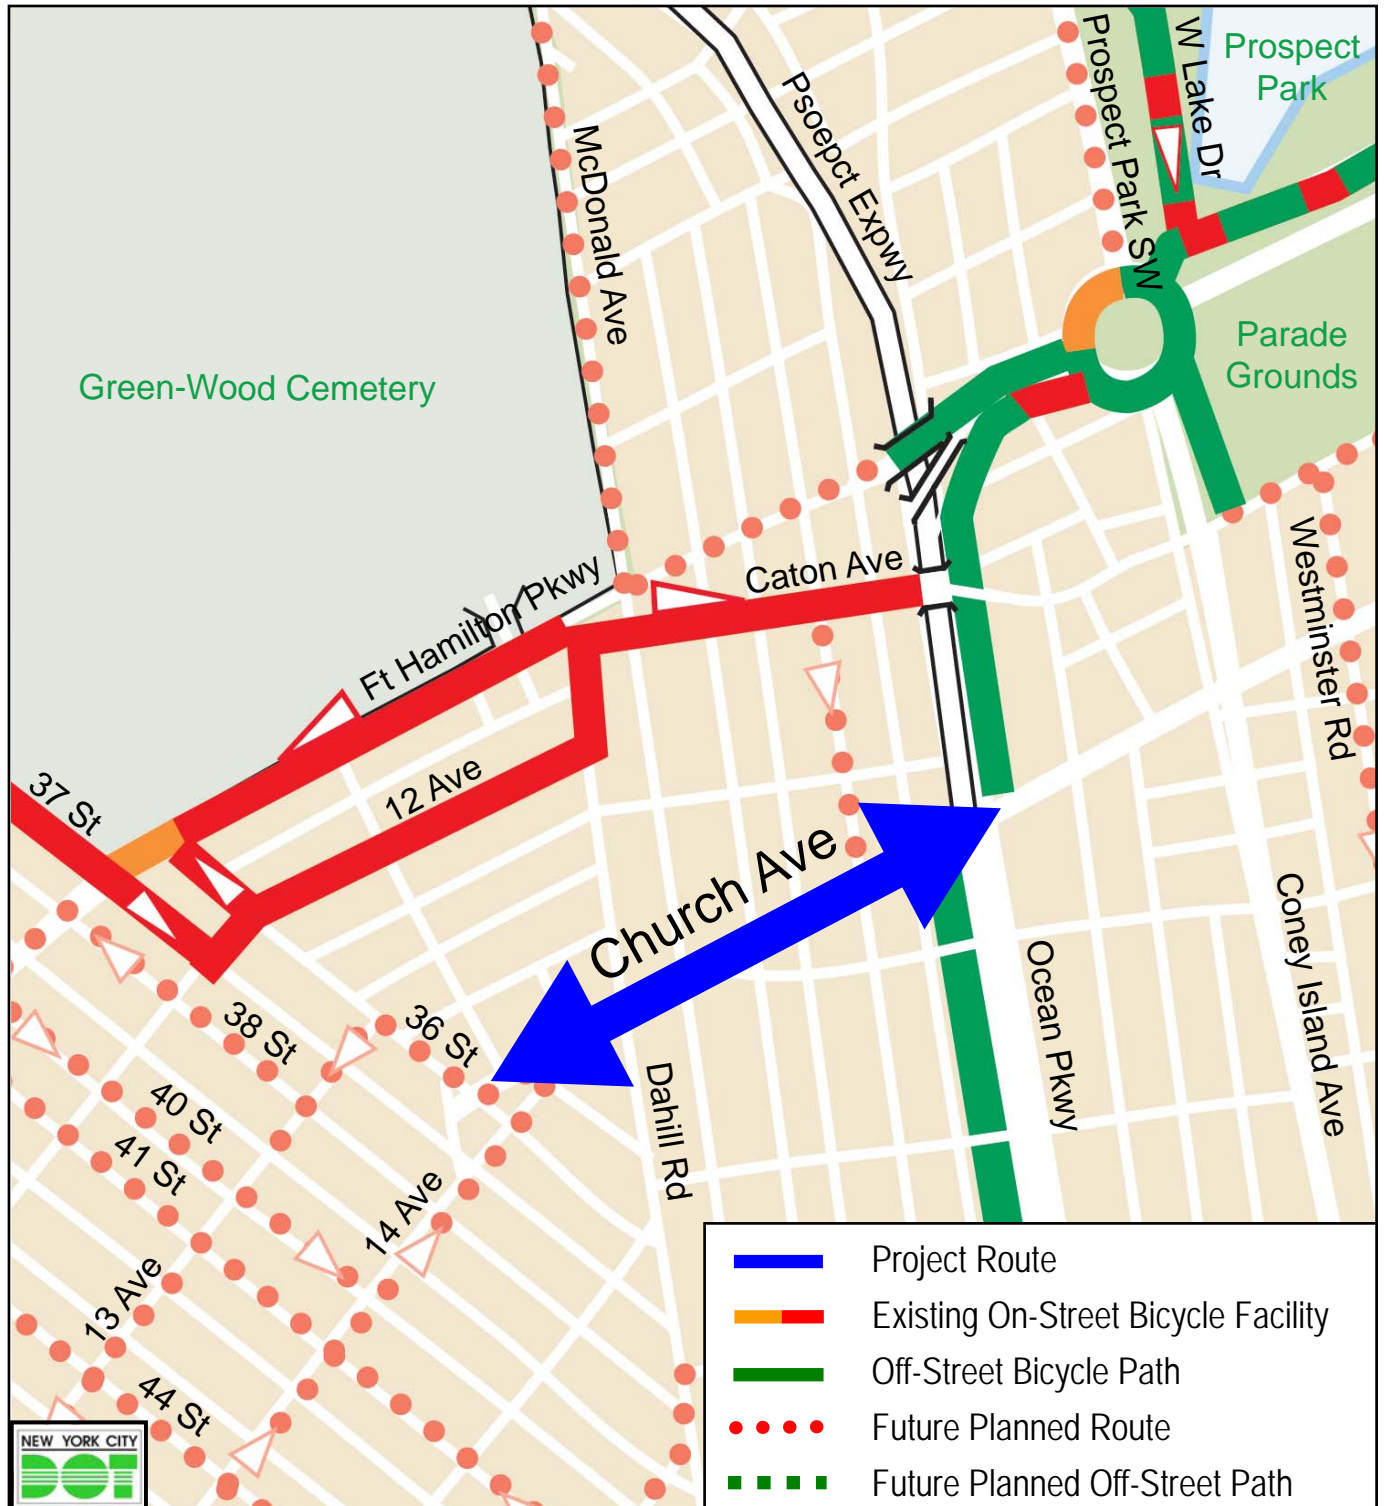 Prospect
Park
W Lake Dr
Prospect Park SW
Psoepct Expwy
McDonald Ave
Parade
Grounds
Green-Wood Cemetery
Caton Ave
Ft Hamilton Pkwy
Westminster Rd
37 St
12 Ave
Church Ave
Coney Island Ave
Ocean Pkwy
36 St
38 St
Dahill Rd
40 St
41 St
14 Ave
13 Ave
44 St
Project Route
Existing On-Street Bicycle Facility
Off-Street Bicycle Path
Future Planned Route
Future Planned Off-Street Path
NEW YORK CITY
DOT